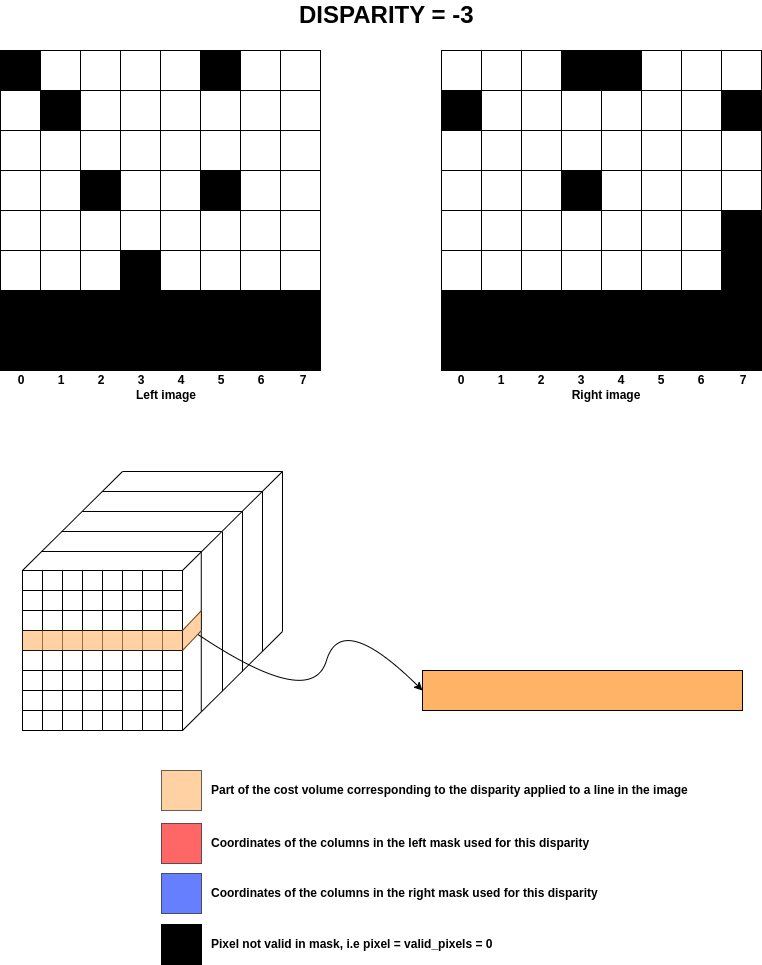 DISPARITY = -3
0 1 2 3 4 5 6 7 0 1 2 3 4 5 6 7
Left image Right image
Part of the cost volume corresponding to the disparity applied to a line in the image
Coordinates of the columns in the left mask used for this disparity
Coordinates of the columns in the right mask used for this disparity
Pixel not valid in mask, i.e pixel = valid_pixels = 0